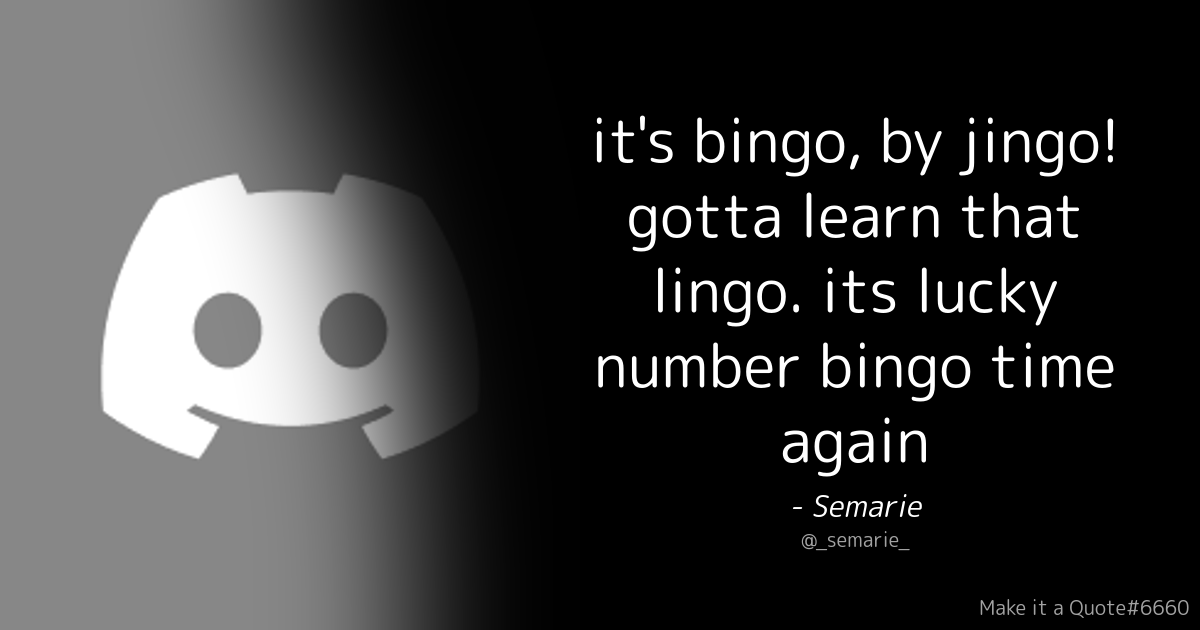 it's bingo, by jingo!
gotta learn that
lingo. its lucky
number bingo time
again
- Semarie
@_semarie_
Make it a Quote#6660